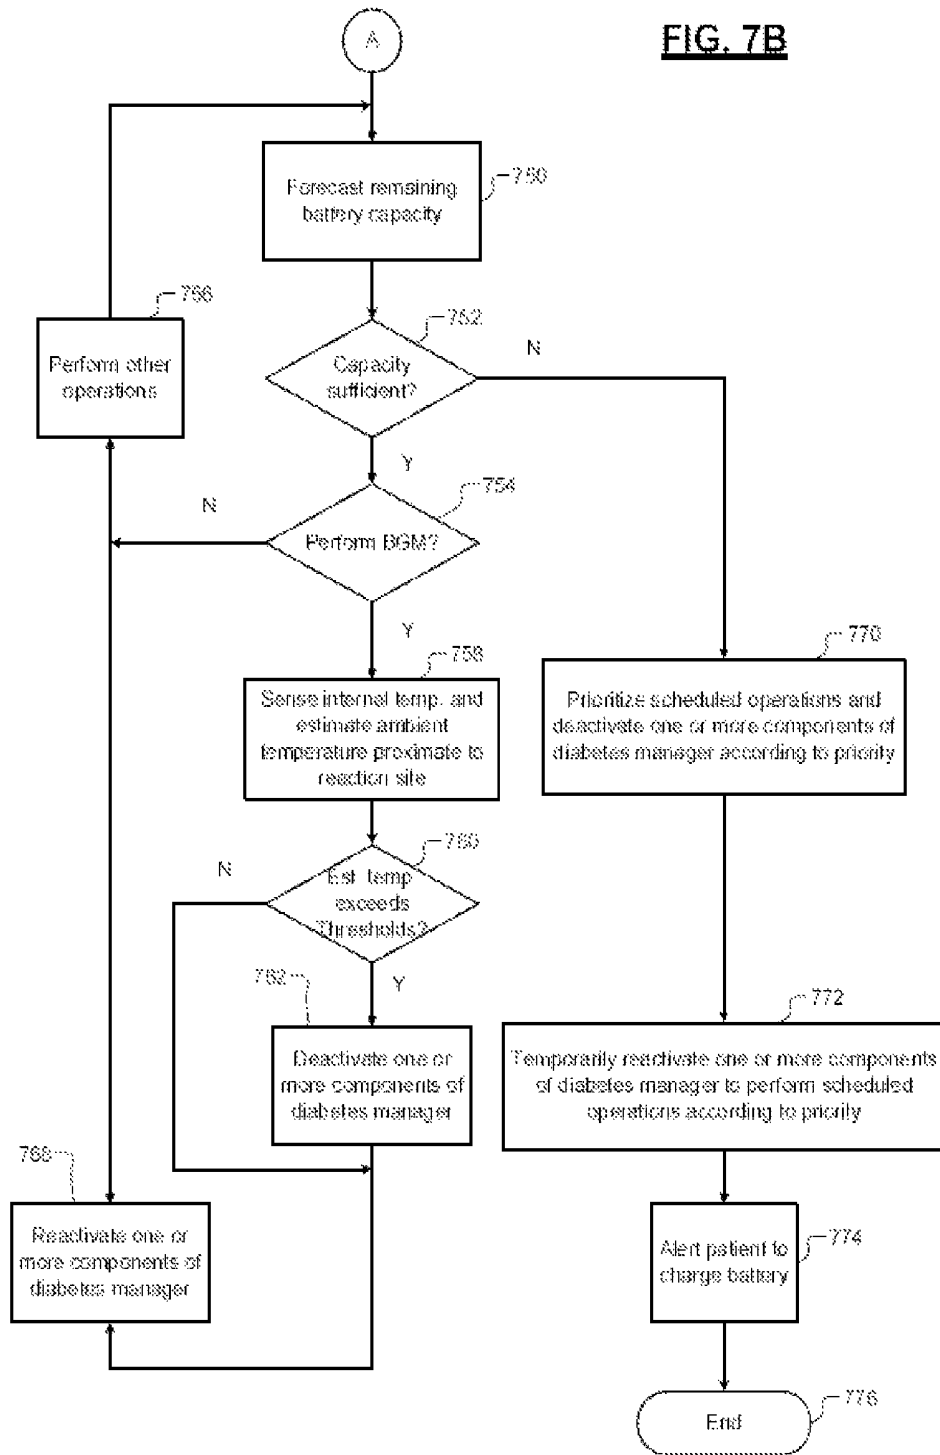 FIG. 7B
A
750
Forecast remaining
battery capacity
756
Perform other
operations
752
Capacity
sufficient?
N
Y
754
Perform BGM?
N
Y
758
Sense internal temp. and
estimate ambient
temperature proximate to
reaction site
770
Prioritize scheduled operations and
deactivate one or more components of
diabetes manager according to priority
760
Est. temp
exceeds
Thresholds?
N
Y
762
Deactivate one or
more components of
diabetes manager
772
Temporarily reactivate one or more components
of diabetes manager to perform scheduled
operations according to priority
768
Reactivate one or
more components of
diabetes manager
774
Alert patient to
charge battery
End
776